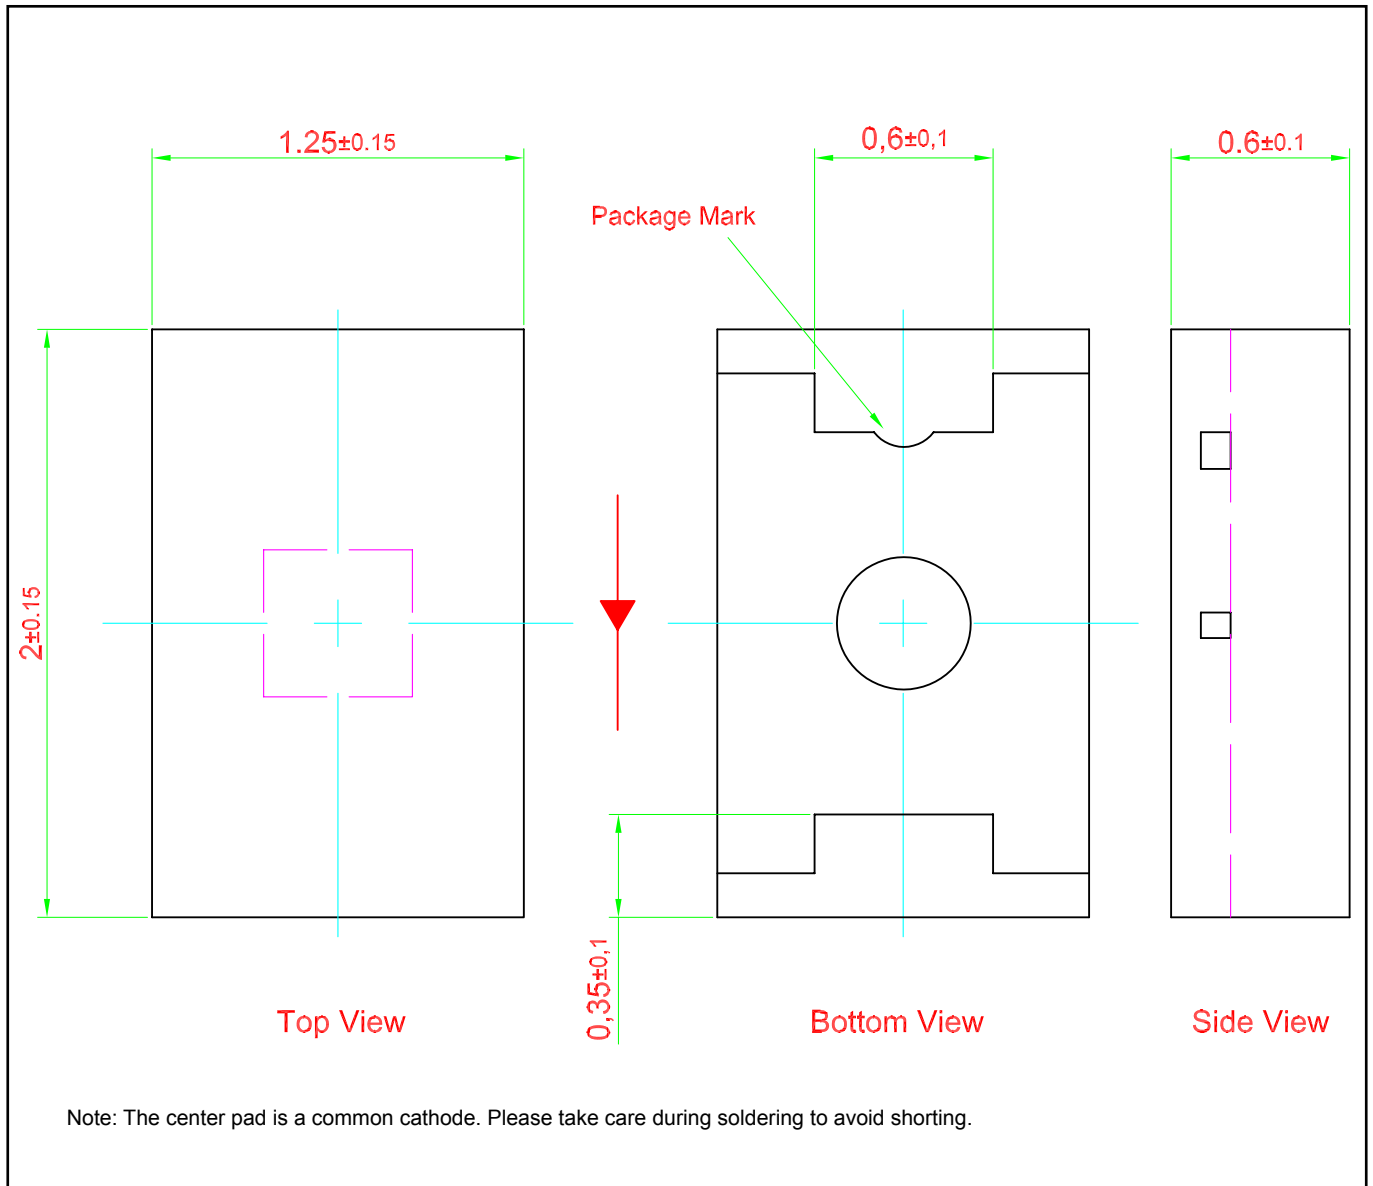 1.25±0.15
0,6±0,1
0.6±0.1
Package Mark
2±0.15
0,35±0,1
Top View
Bottom View
Side View
Note: The center pad is a common cathode. Please take care during soldering to avoid shorting.